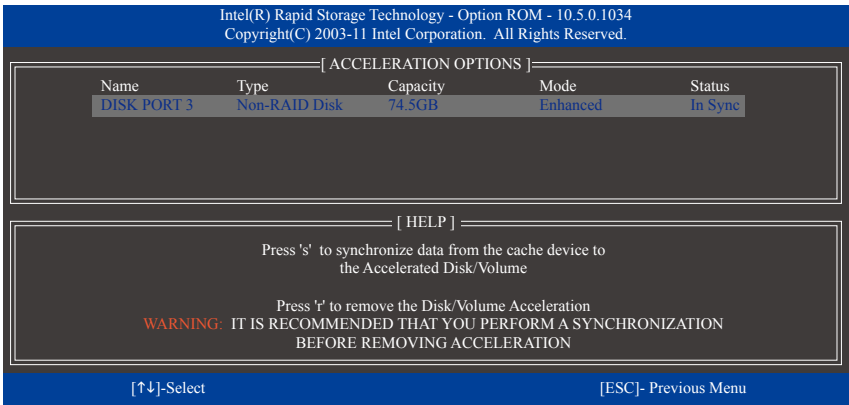 Intel(R) Rapid Storage Technology - Option ROM - 10.5.0.1034
Copyright(C) 2003-11 Intel Corporation.  All Rights Reserved.
[ ACCELERATION OPTIONS ]
Name Type Capacity Mode Status
DISK PORT 3 Non-RAID Disk 74.5GB Enhanced In Sync
[ HELP ]
Press 's'  to synchronize data from the cache device to
the Accelerated Disk/Volume
Press 'r' to remove the Disk/Volume Acceleration
WARNING:  IT IS RECOMMENDED THAT YOU PERFORM A SYNCHRONIZATION
BEFORE REMOVING ACCELERATION
[↑↓]-Select [ESC]- Previous Menu